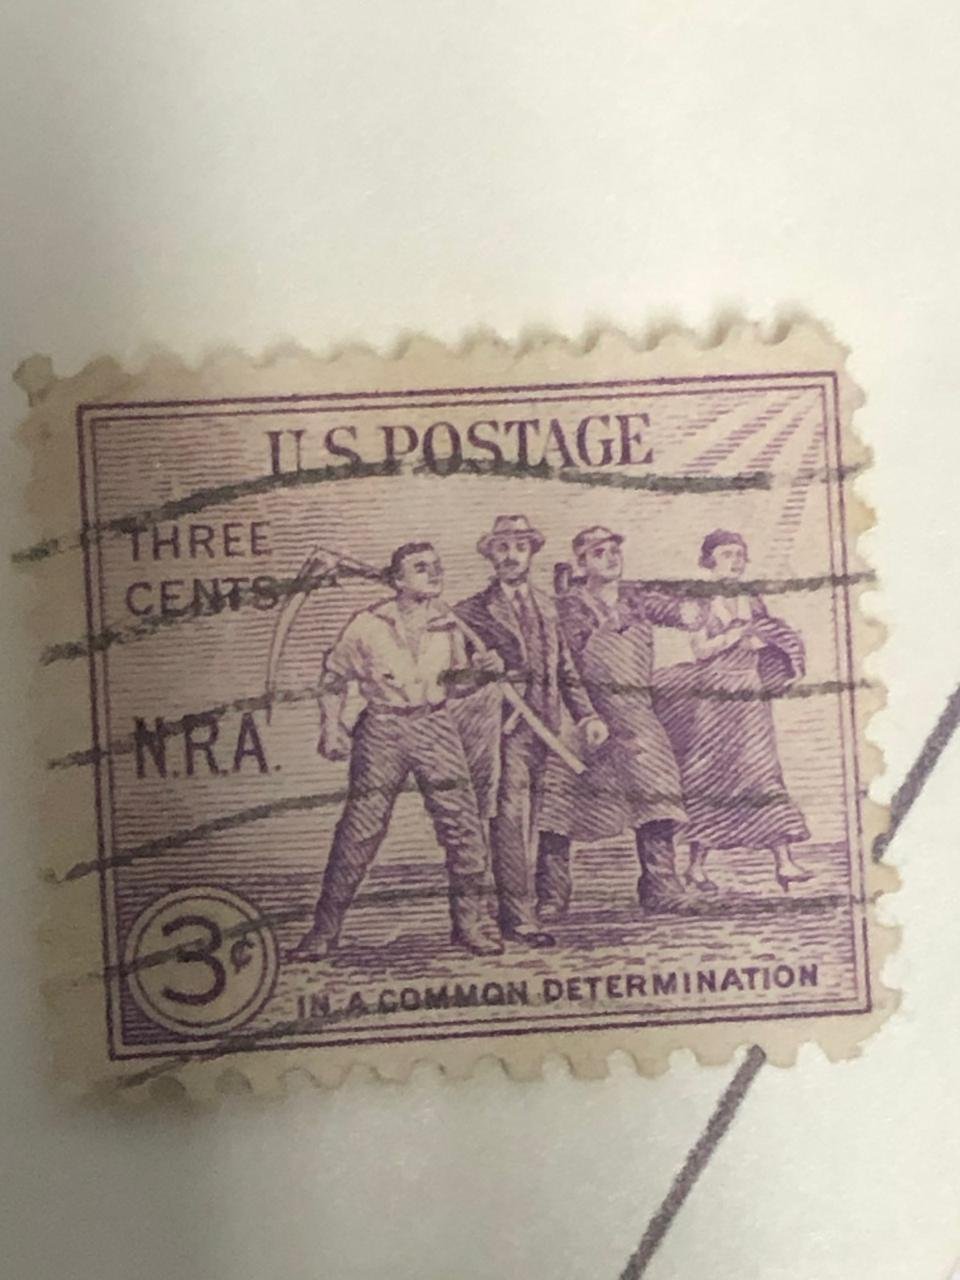 U S POSTAGE
THREE
CENTS
N.R.A.
3¢
IN A COMMON DETERMINATION